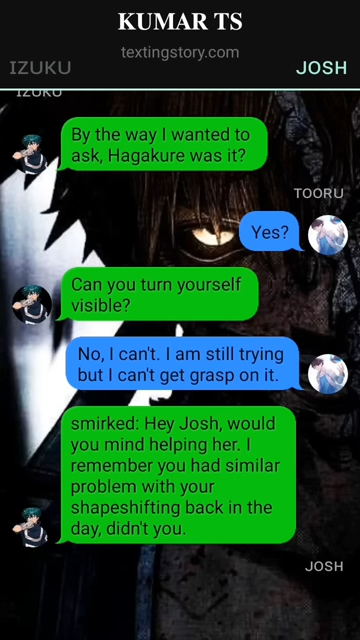 KUMAR TS
textingstory.com
IZUKU
JOSH
IZUKU
By the way I wanted to
ask, Hagakure was it?
TOORU
Yes?
Can you turn yourself
visible?
No, I can't. I am still trying
but I can't get grasp on it.
smirked: Hey Josh, would
you mind helping her. I
remember you had similar
problem with your
shapeshifting back in the
day, didn't you.
JOSH